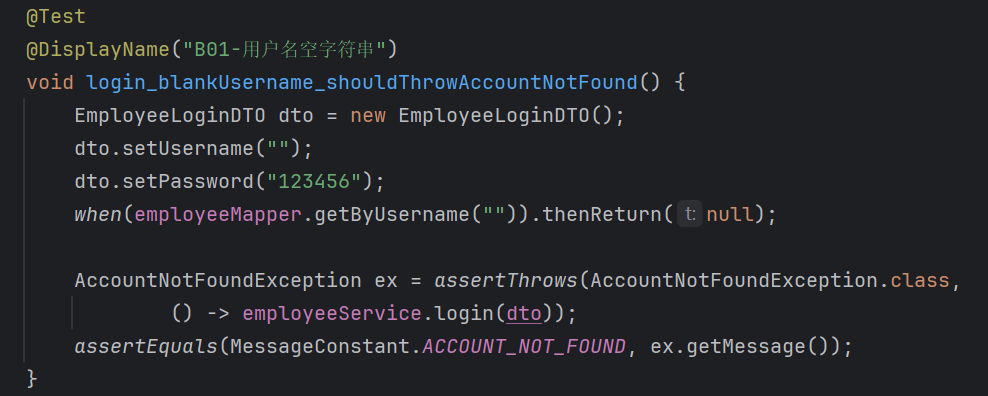 @Test
@DisplayName("B01-用户名空字符串")
void login_blankUsername_shouldThrowAccountNotFound() {
EmployeeLoginDTO dto = new EmployeeLoginDTO();
dto.setUsername("");
dto.setPassword("123456");
when(employeeMapper.getByUsername("")).thenReturn( t: null);
AccountNotFoundException ex = assertThrows(AccountNotFoundException.class,
() -> employeeService.login(dto));
assertEquals(MessageConstant.ACCOUNT_NOT_FOUND, ex.getMessage());
}